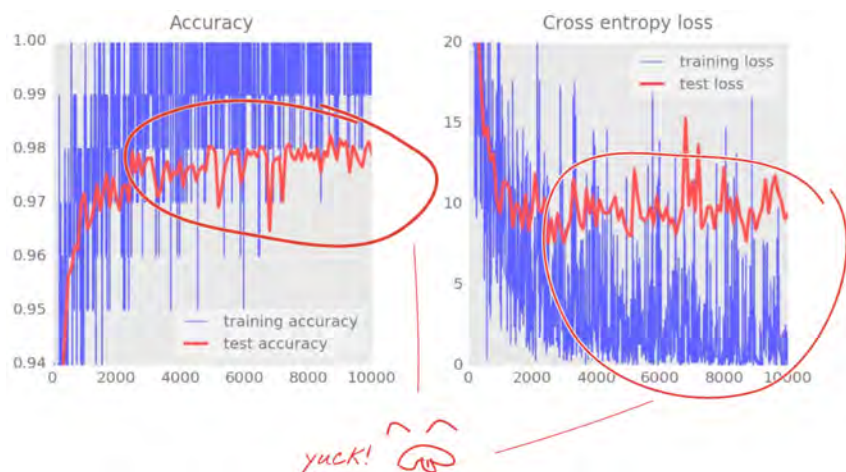 Accuracy
1.00
0.99
0.98
0.97
0.96
0.95
0.94
training accuracy
test accuracy
0 2000 4000 6000 8000 10000
Cross entropy loss
20
15
10
5
0
training loss
test loss
0 2000 4000 6000 8000 10000
yuck!